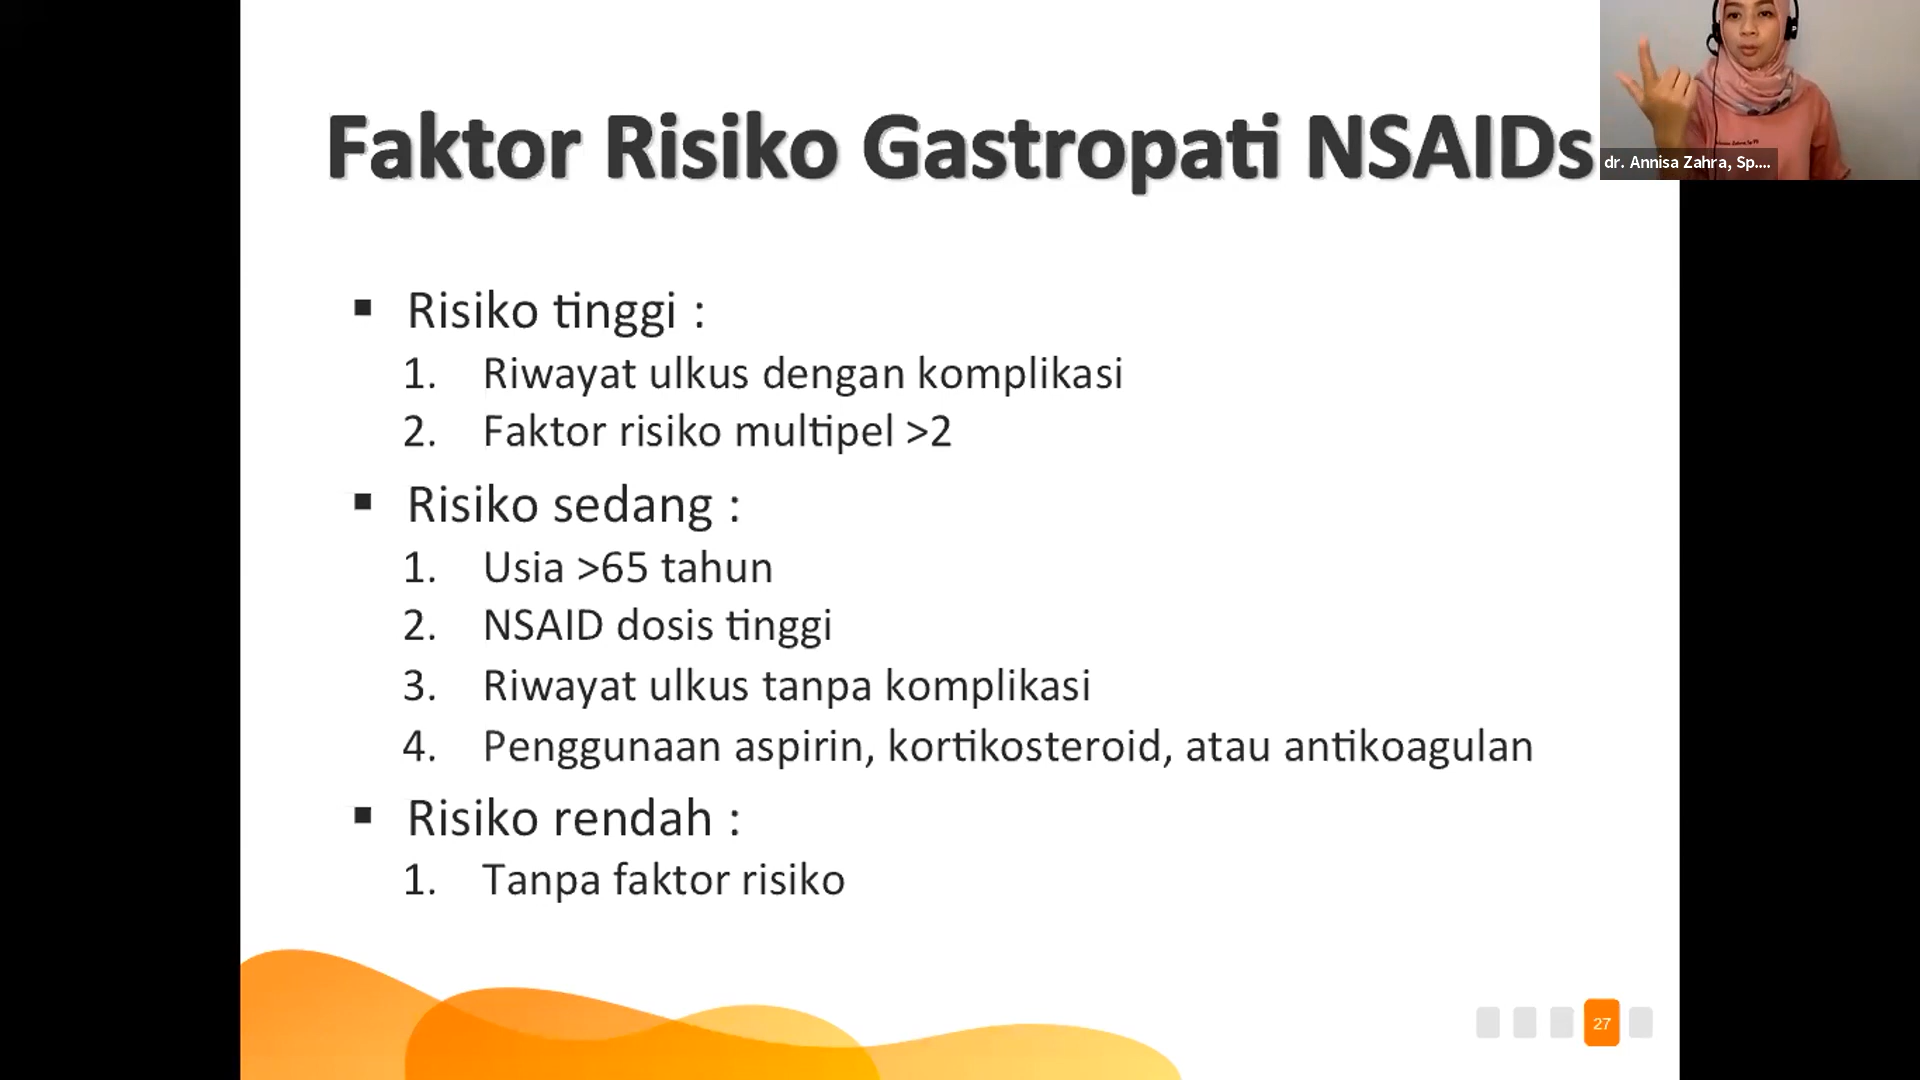 Faktor Risiko Gastropati NSAIDs
dr. Annisa Zahra, Sp....
▪ Risiko tinggi :
1. Riwayat ulkus dengan komplikasi
2. Faktor risiko multipel >2
▪ Risiko sedang :
1. Usia >65 tahun
2. NSAID dosis tinggi
3. Riwayat ulkus tanpa komplikasi
4. Penggunaan aspirin, kortikosteroid, atau antikoagulan
▪ Risiko rendah :
1. Tanpa faktor risiko
27